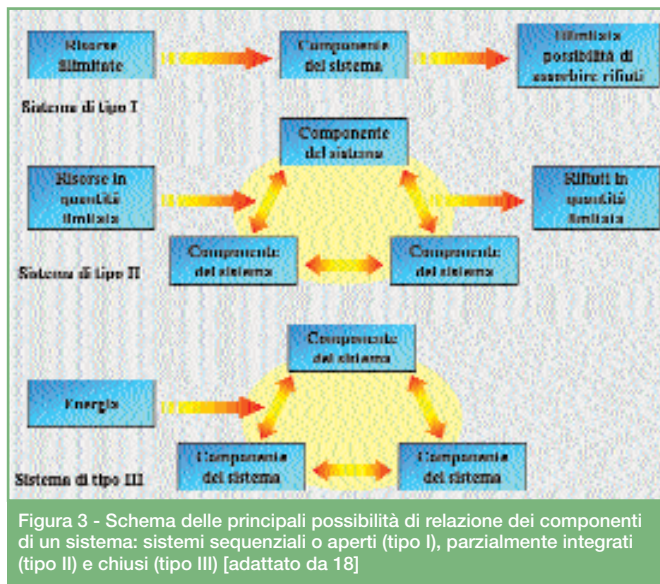 Risorse
illimitate
Componente
del sistema
Illimitata
possibilità di
assorbire rifiuti
Sistema di tipo I
Componente
del sistema
Risorse in
quantità
limitata
Rifiuti in
quantità
limitata
Componente
del sistema
Componente
del sistema
Sistema di tipo II
Componente
del sistema
Energia
Componente
del sistema
Componente
del sistema
Sistema di tipo III
Figura 3 - Schema delle principali possibilità di relazione dei componenti
di un sistema: sistemi sequenziali o aperti (tipo I), parzialmente integrati
(tipo II) e chiusi (tipo III) [adattato da 18]